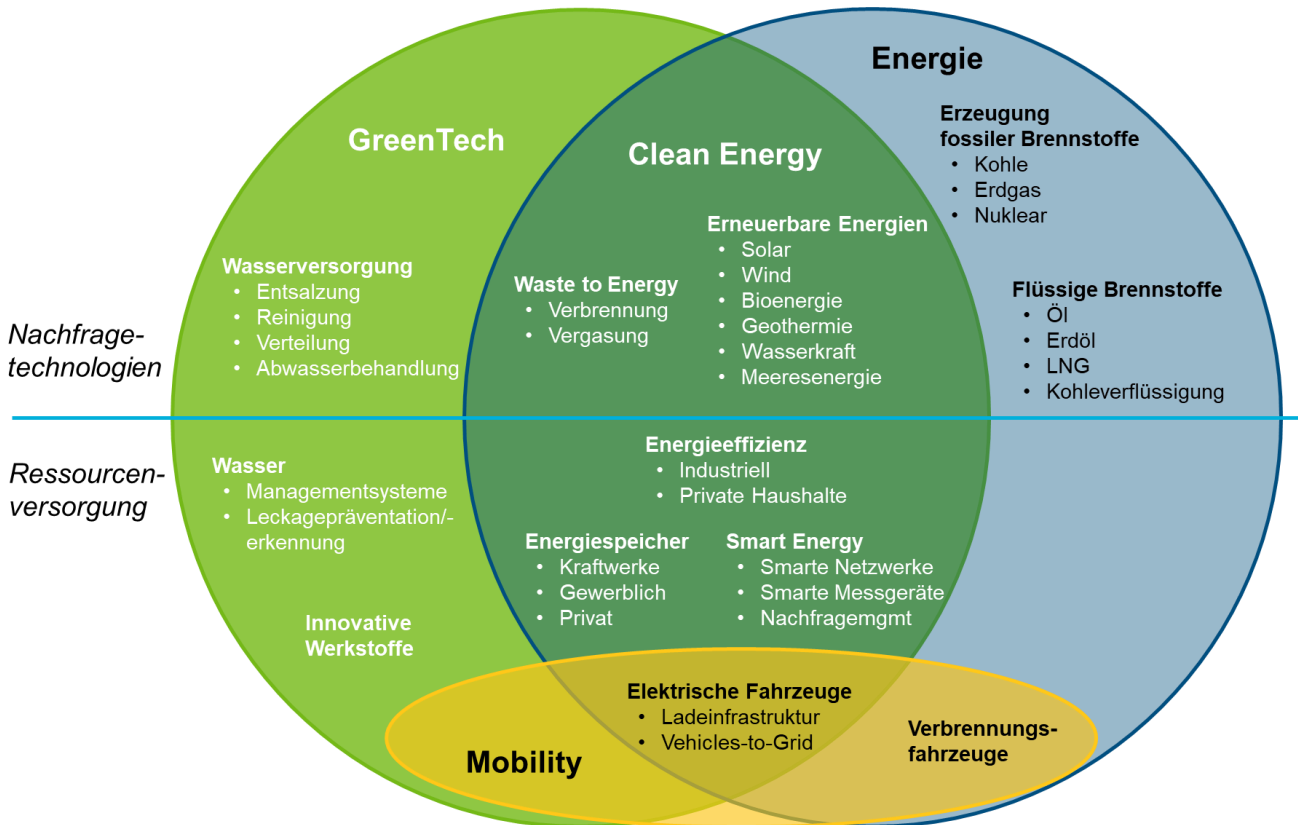 Energie
GreenTech
Clean Energy
Erzeugung
fossiler Brennstoffe
• Kohle
• Erdgas
• Nuklear
Nachfrage-
technologien
Wasserversorgung
• Entsalzung
• Reinigung
• Verteilung
• Abwasserbehandlung
Waste to Energy
• Verbrennung
• Vergasung
Erneuerbare Energien
• Solar
• Wind
• Bioenergie
• Geothermie
• Wasserkraft
• Meeresenergie
Flüssige Brennstoffe
• Öl
• Erdöl
• LNG
• Kohleverflüssigung
Ressourcen-
versorgung
Wasser
• Managementsysteme
• Leckageprävention/-
erkennung
Innovative
Werkstoffe
Energieeffizienz
• Industriell
• Private Haushalte
Energiespeicher
• Kraftwerke
• Gewerblich
• Privat
Smart Energy
• Smarte Netzwerke
• Smarte Messgeräte
• Nachfragemgmt
Mobility
Elektrische Fahrzeuge
• Ladeinfrastruktur
• Vehicles-to-Grid
Verbrennungs-
fahrzeuge